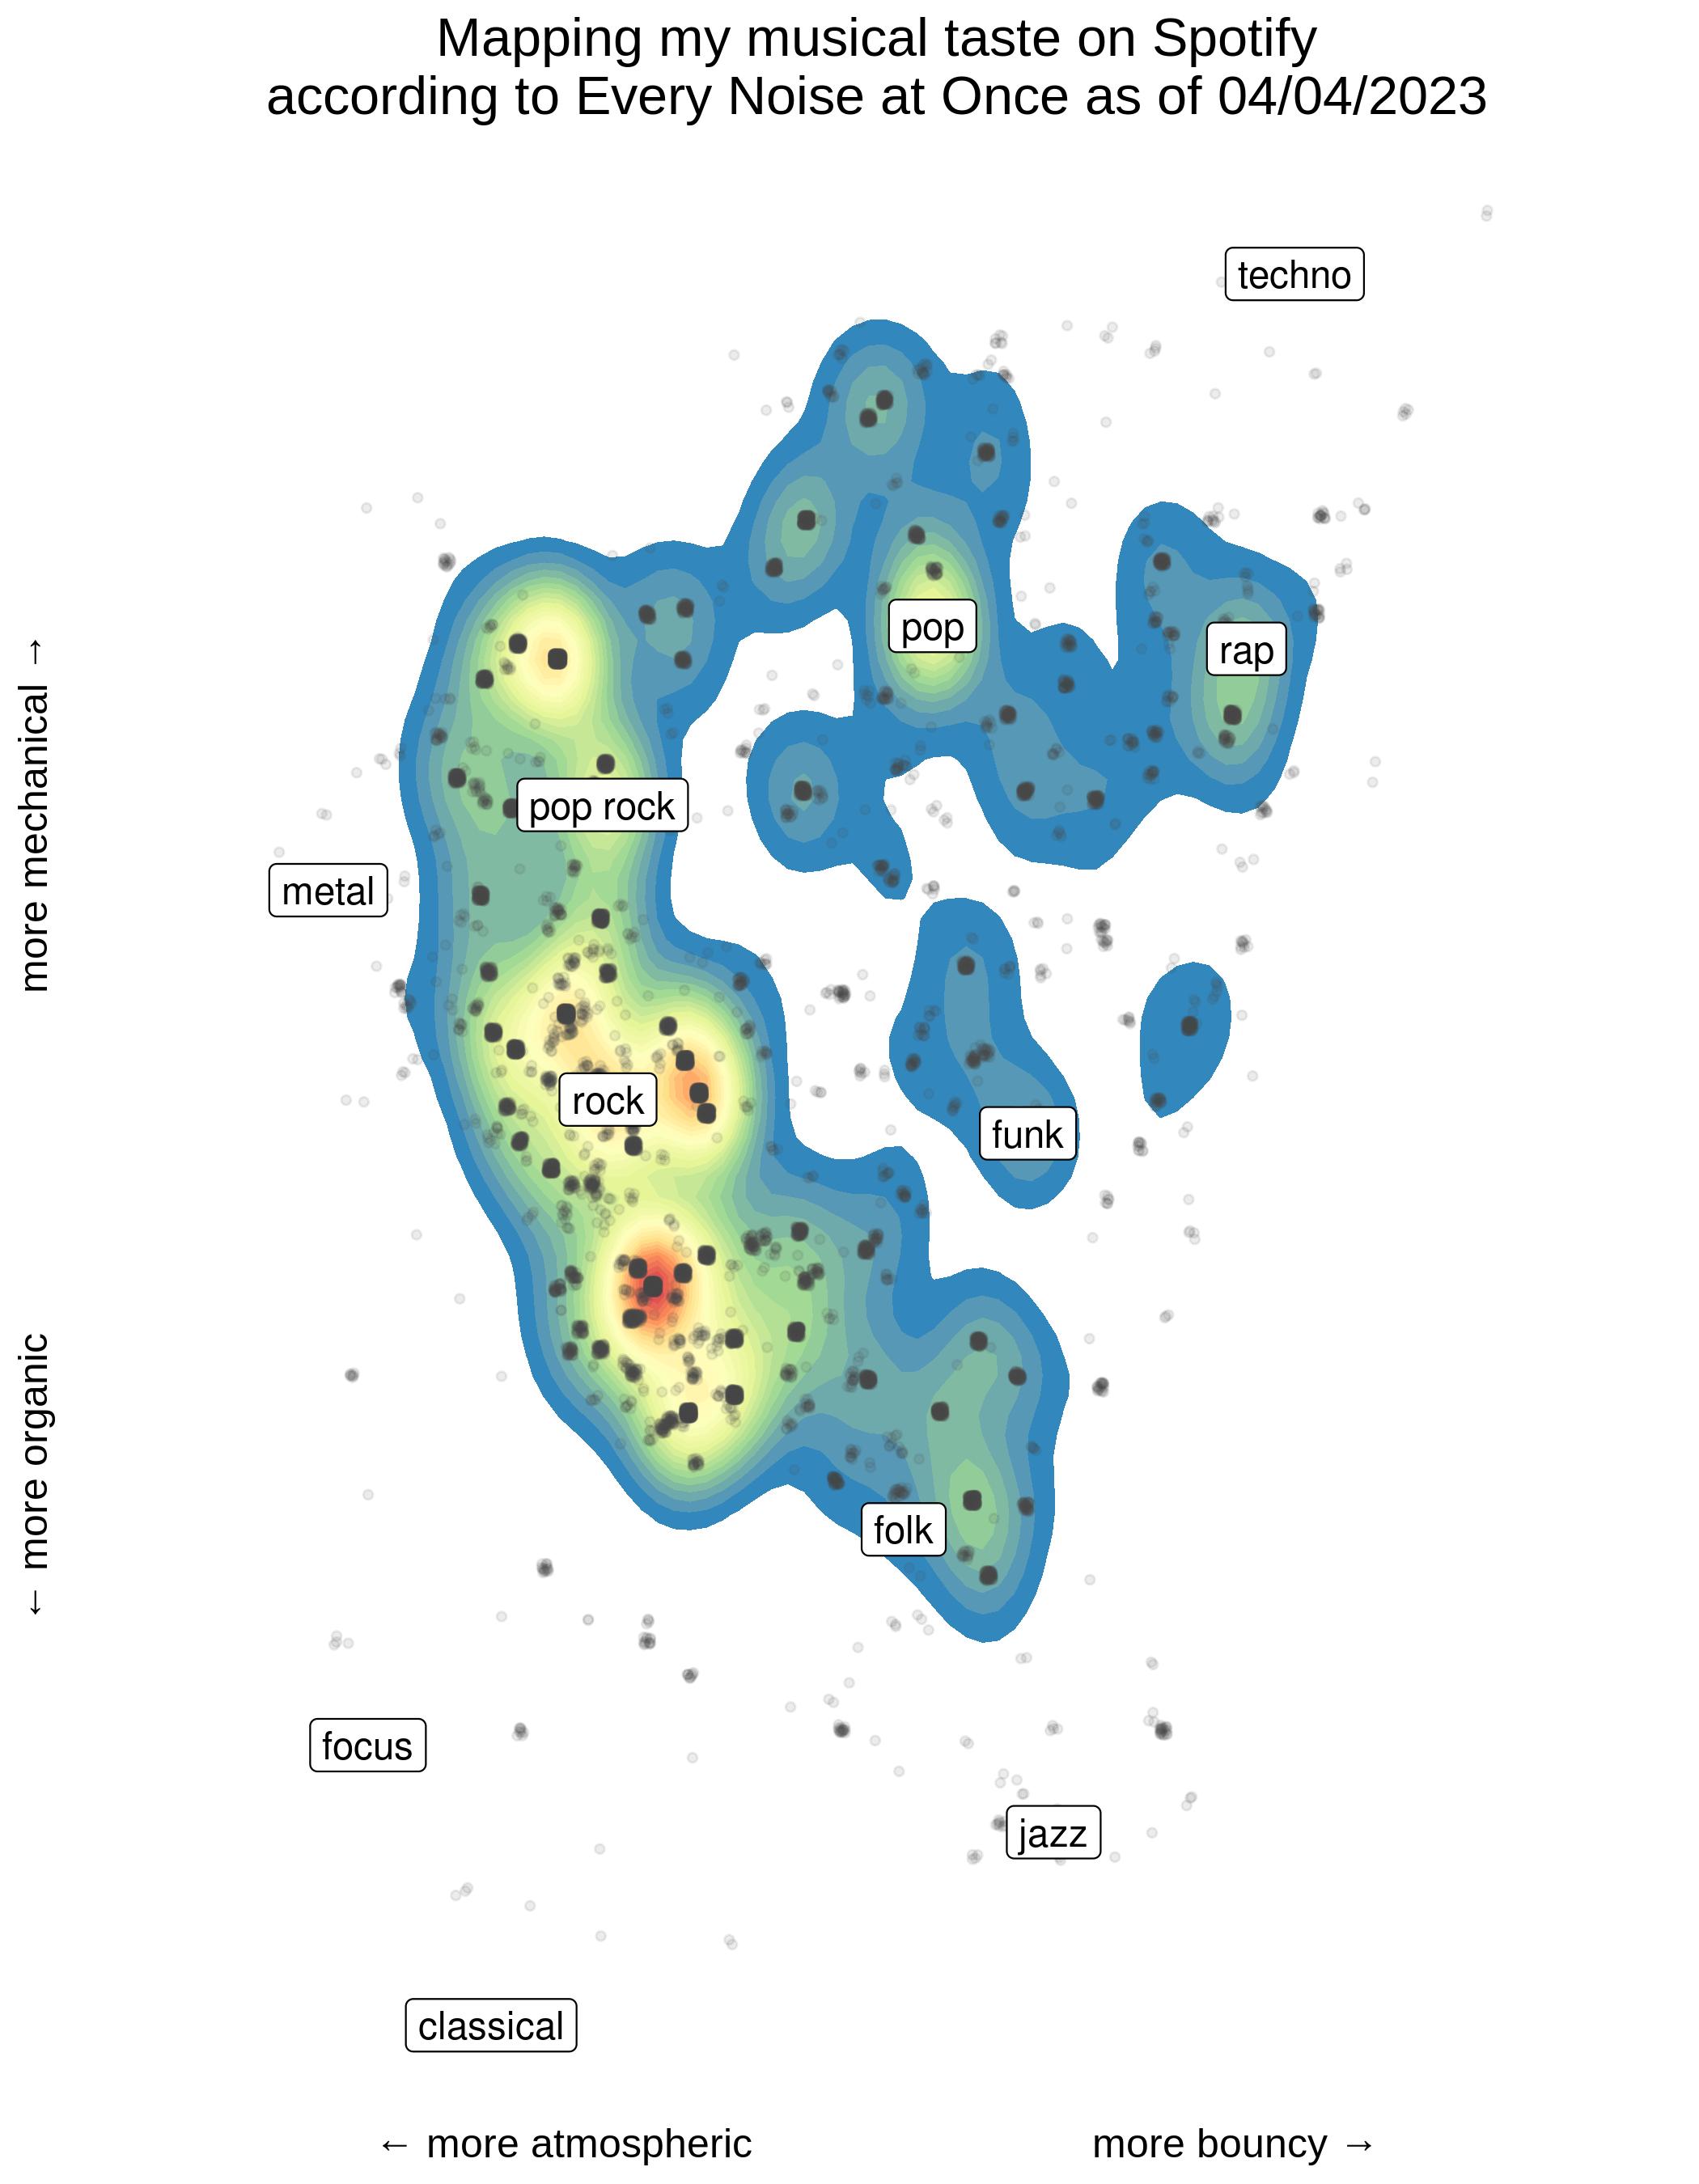 Mapping my musical taste on Spotify
according to Every Noise at Once as of 04/04/2023
techno
pop
rap
pop rock
metal
rock
funk
folk
focus
jazz
classical
more mechanical →
← more organic
← more atmospheric
more bouncy →